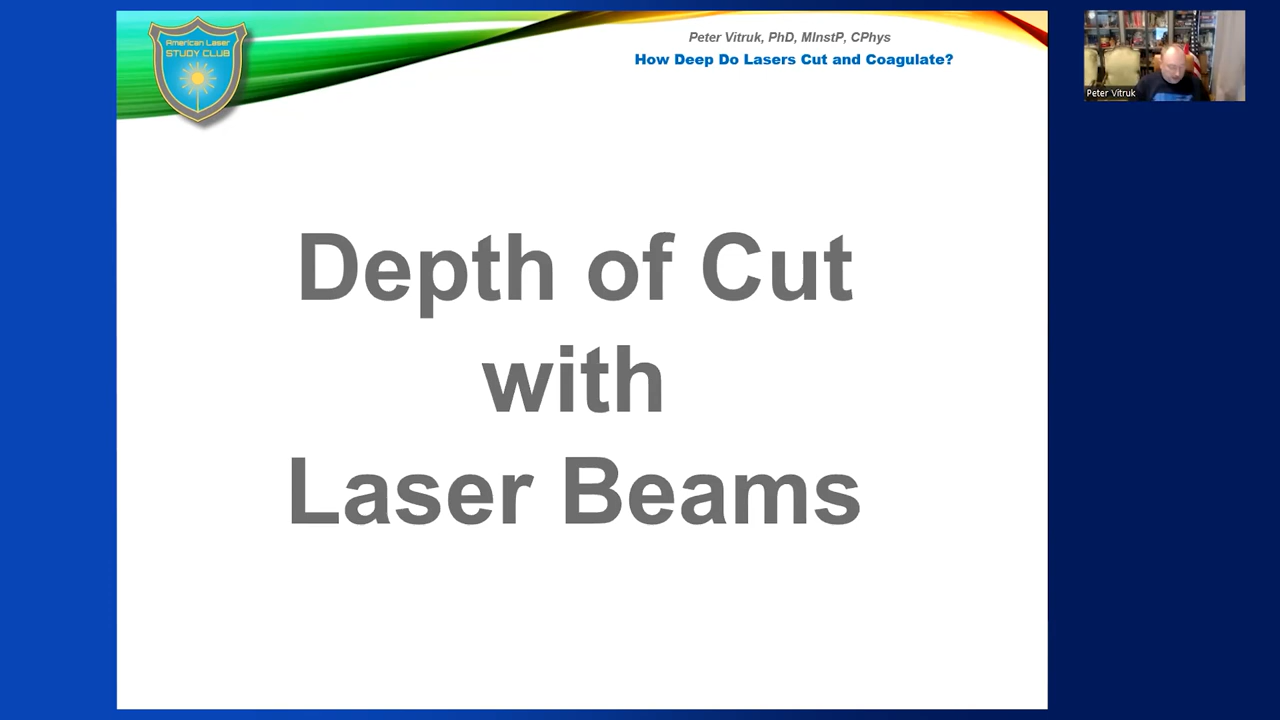 American Laser
STUDY CLUB
Peter Vitruk, PhD, MInstP, CPhys
How Deep Do Lasers Cut and Coagulate?
Peter Vitruk
Depth of Cut
with
Laser Beams